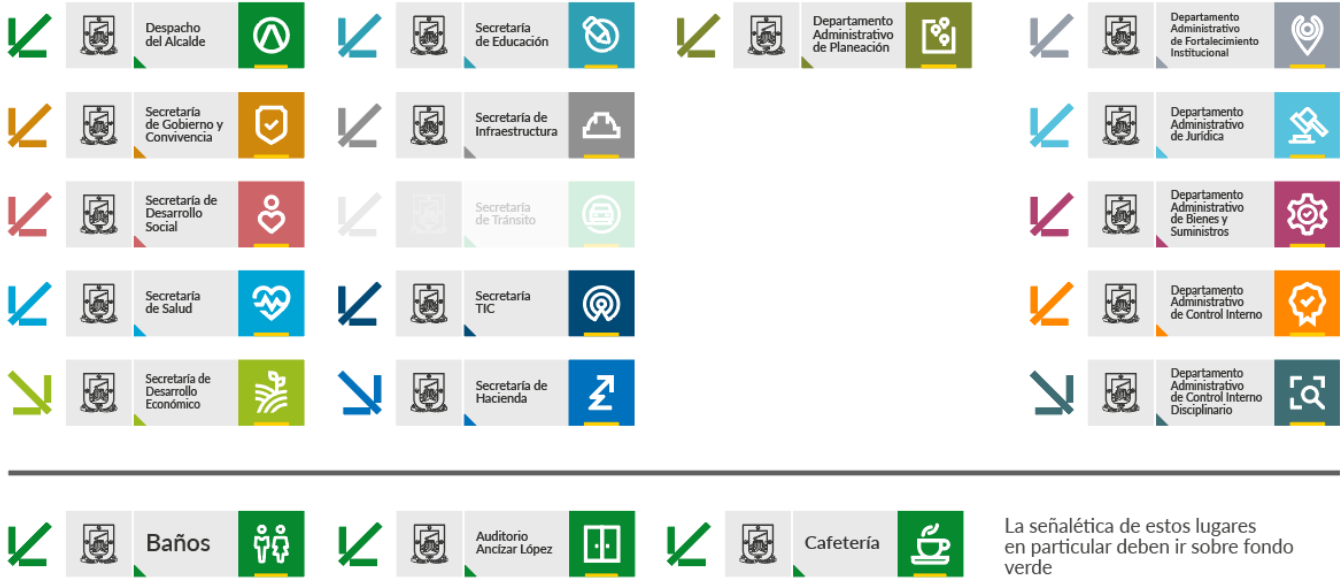 Despacho
del Alcalde
Secretaría
de Educación
Departamento
Administrativo
de Planeación
Departamento
Administrativo
de Fortalecimiento
Institucional
Secretaría
de Gobierno y
Convivencia
Secretaría de
Infraestructura
Departamento
Administrativo
de Jurídica
Secretaría de
Desarrollo
Social
Secretaría
de Tránsito
Departamento
Administrativo
de Bienes y
Suministros
Secretaría
de Salud
Secretaría
TIC
Departamento
Administrativo
de Control Interno
Secretaría de
Desarrollo
Económico
Secretaría de
Hacienda
Departamento
Administrativo
de Control Interno
Disciplinario
Baños
Auditorio
Ancízar López
Cafetería
La señalética de estos lugares
en particular deben ir sobre fondo
verde